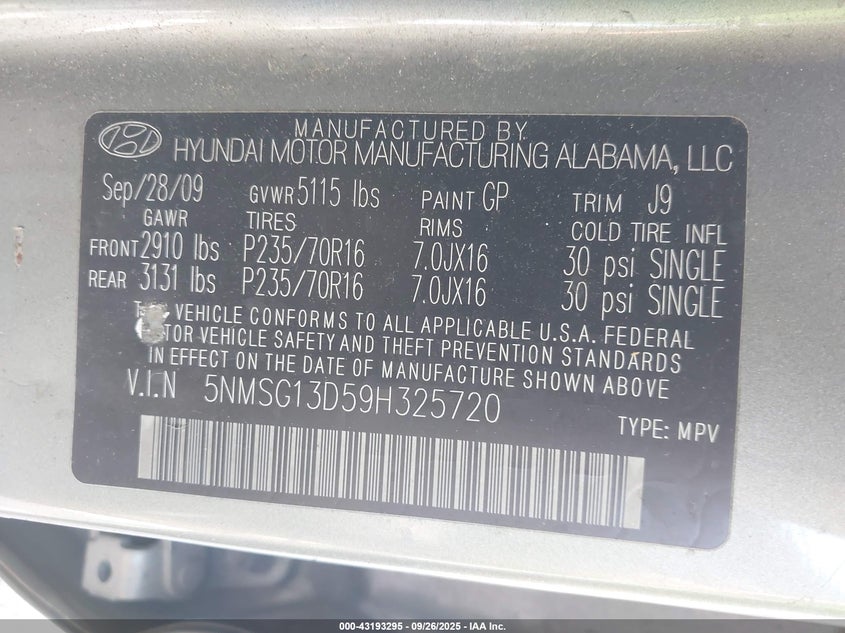 MANUFACTURED BY
HYUNDAI MOTOR MANUFACTURING ALABAMA, LLC
Sep/28/09 GVWR 5115 lbs PAINT GP TRIM J9
GAWR TIRES RIMS COLD TIRE INFL
FRONT 2910 lbs P235/70R16 7.0JX16 30 psi SINGLE
REAR 3131 lbs P235/70R16 7.0JX16 30 psi SINGLE
VEHICLE CONFORMS TO ALL APPLICABLE U.S.A. FEDERAL
VEHICLE SAFETY AND THEFT PREVENTION STANDARDS
IN EFFECT ON THE DATE OF MANUFACTURE SHOWN ABOVE
V.I.N 5NMSG13D59H325720
TYPE: MPV
000-43193295 - 09/26/2025 - IAA Inc.